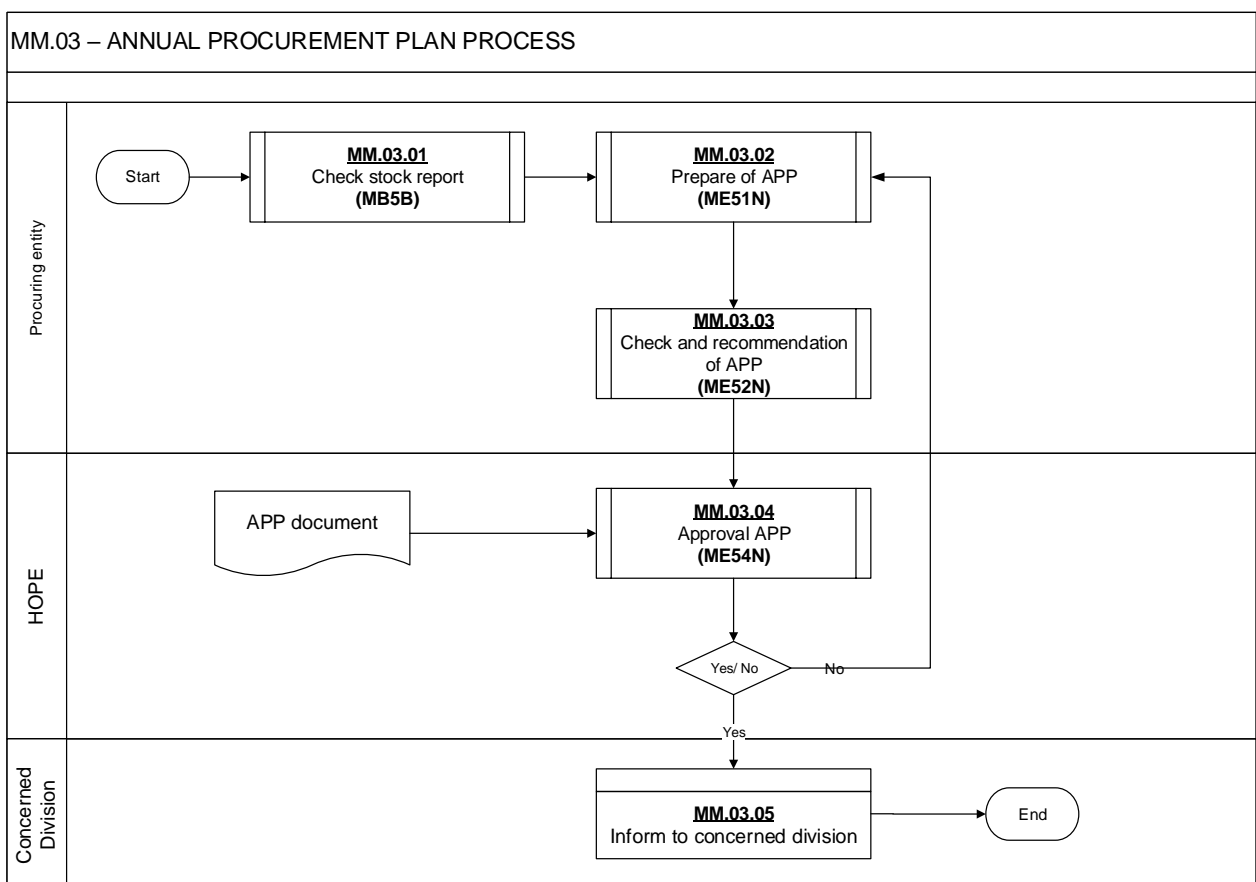 MM.03 – ANNUAL PROCUREMENT PLAN PROCESS
Procuring entity
Start
MM.03.01
Check stock report
(MB5B)
MM.03.02
Prepare of APP
(ME51N)
MM.03.03
Check and recommendation
of APP
(ME52N)
HOPE
APP document
MM.03.04
Approval APP
(ME54N)
Yes/ No
No
Yes
Concerned
Division
MM.03.05
Inform to concerned division
End